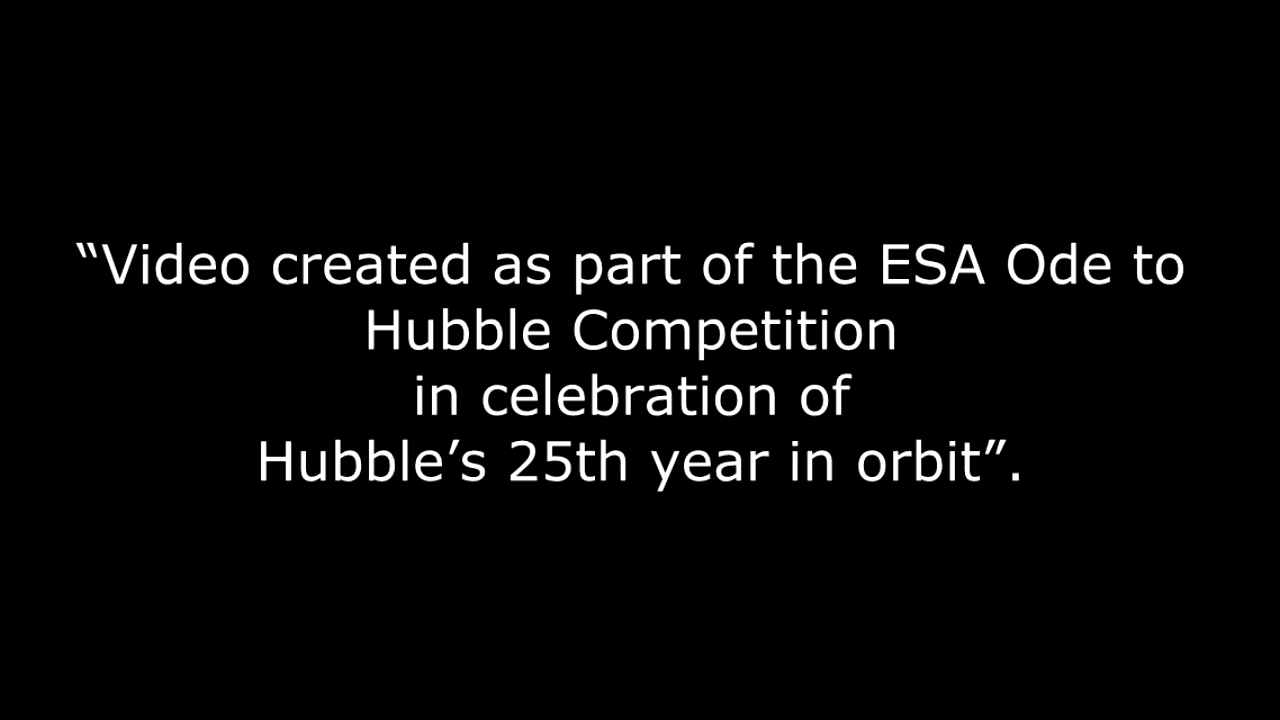 “Video created as part of the ESA Ode to
Hubble Competition
in celebration of
Hubble’s 25th year in orbit”.